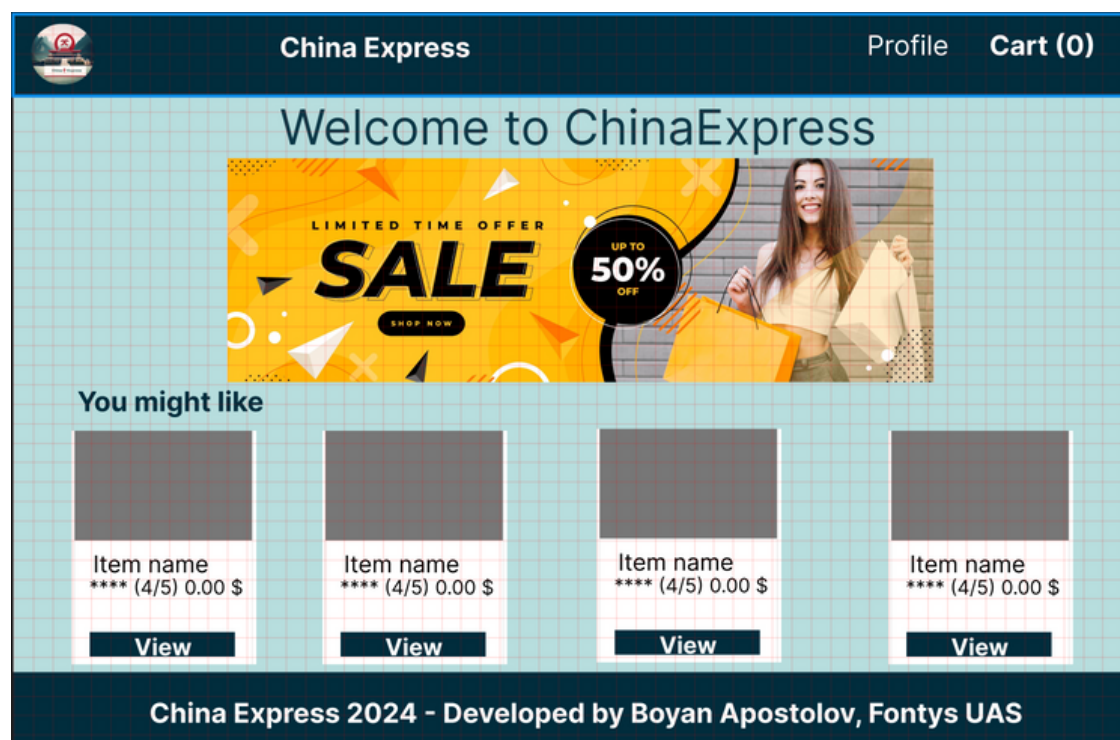 China Express
Profile
Cart (0)
Welcome to ChinaExpress
LIMITED TIME OFFER
SALE
SHOP NOW
UP TO
50%
OFF
You might like
Item name
**** (4/5) 0.00 $
View
Item name
**** (4/5) 0.00 $
View
Item name
**** (4/5) 0.00 $
View
Item name
**** (4/5) 0.00 $
View
China Express 2024 - Developed by Boyan Apostolov, Fontys UAS